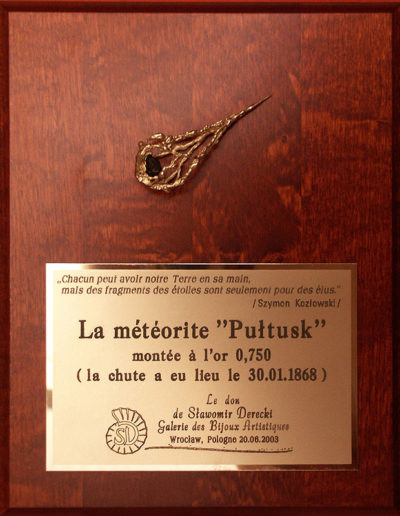 „Chacun peut avoir notre Terre en sa main,
mais des fragments des étoiles sont seulement pour des élus."
/ Szymon Kozłowski /
La météorite "Pułtusk"
montée à l'or 0,750
( la chute a eu lieu le 30.01.1868 )
Le don
de Sławomir Derecki
Galerie des Bijoux Artistiques
Wrocław, Pologne 20.06.2003
SD